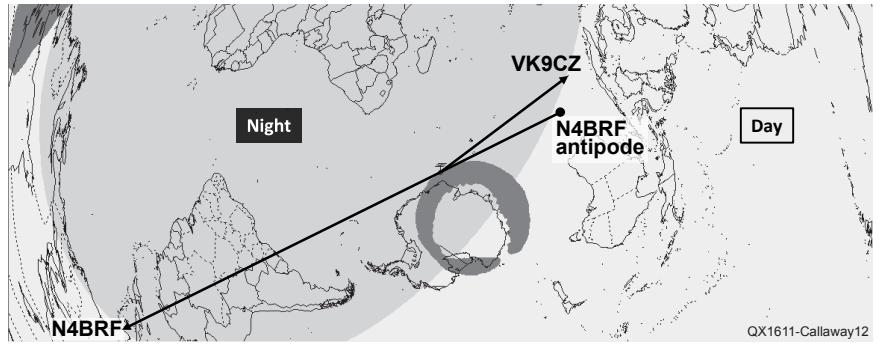 VK9CZ
N4BRF
antipode
Night
Day
N4BRF
QX1611-Callaway12